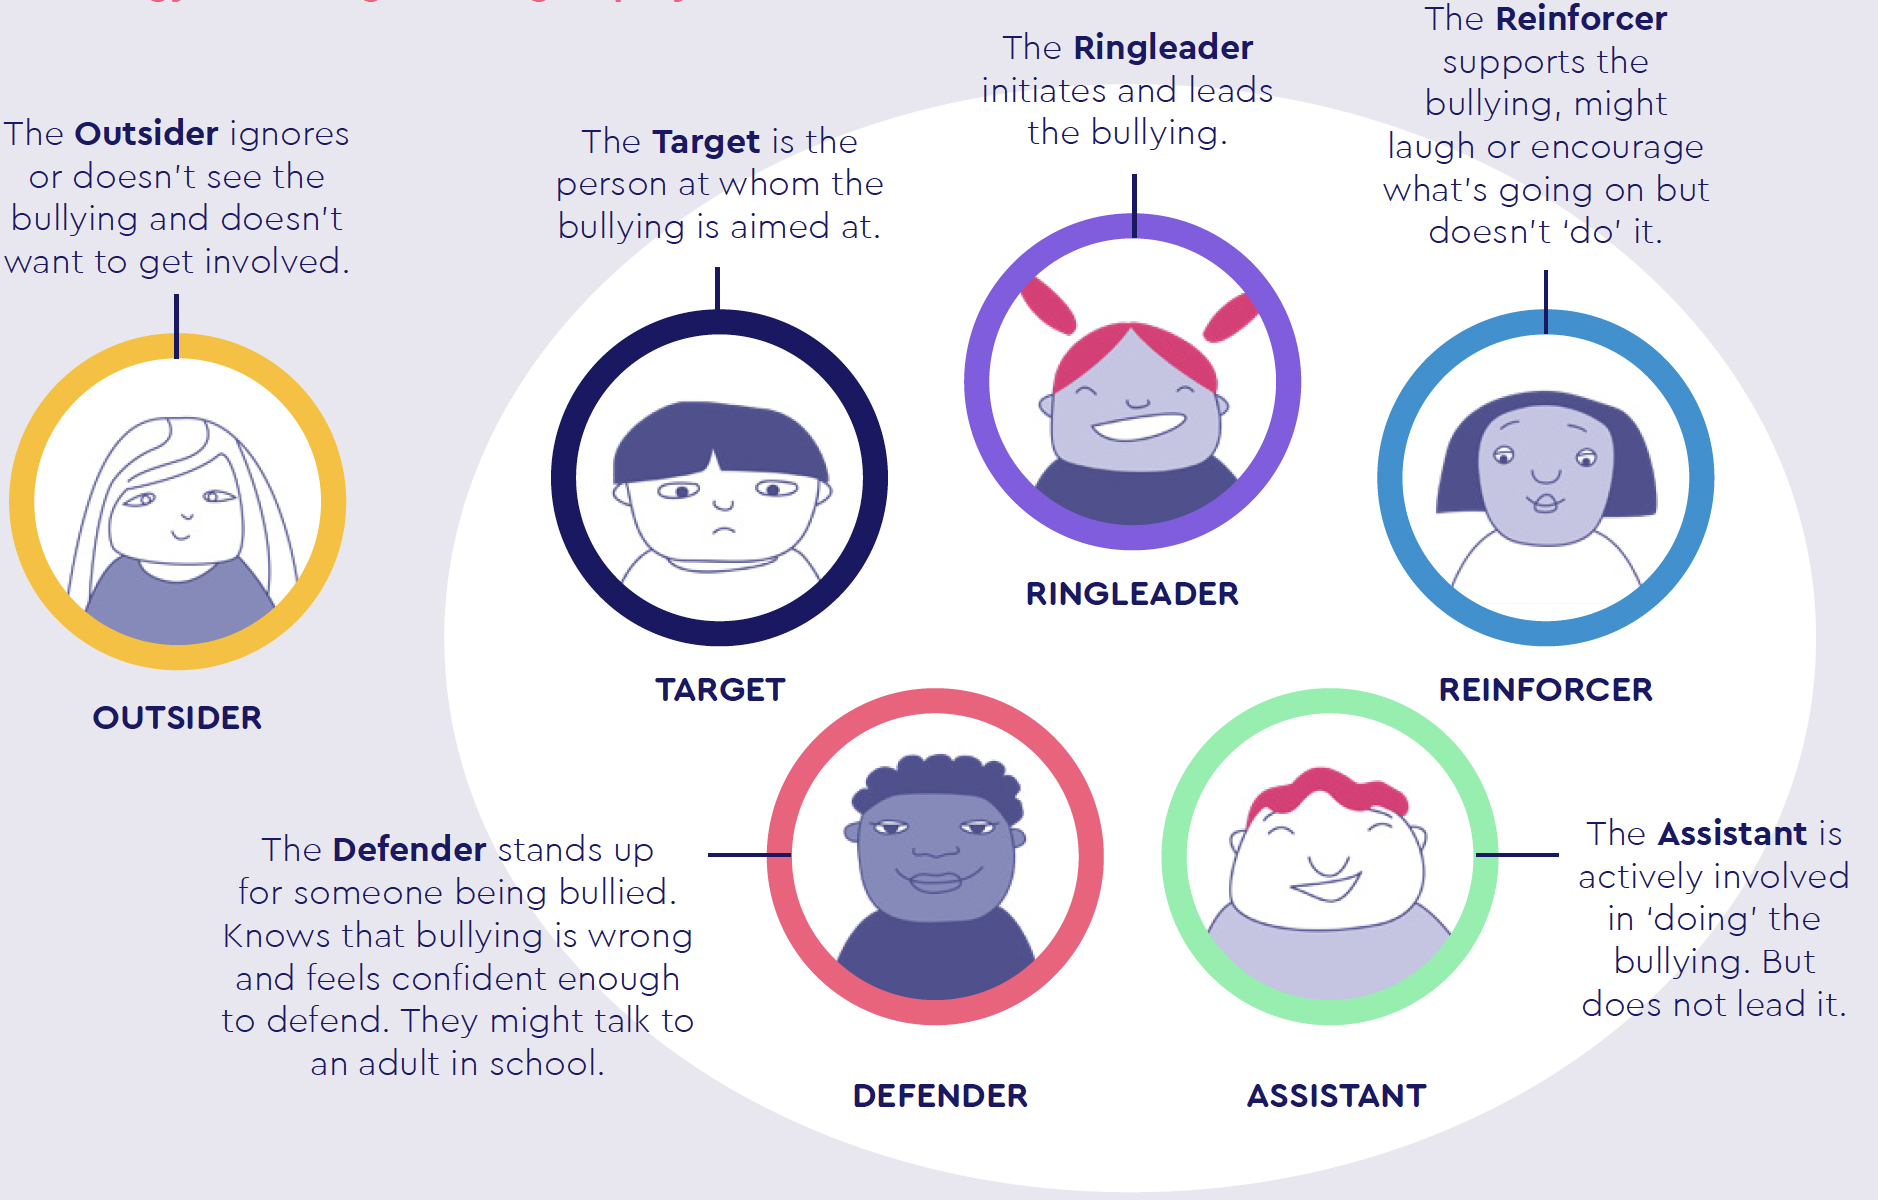 The Outsider ignores
or doesn't see the
bullying and doesn't
want to get involved.
OUTSIDER
The Target is the
person at whom the
bullying is aimed at.
TARGET
The Ringleader
initiates and leads
the bullying.
RINGLEADER
The Reinforcer
supports the
bullying, might
laugh or encourage
what's going on but
doesn't ‘do’ it.
REINFORCER
The Defender stands up
for someone being bullied.
Knows that bullying is wrong
and feels confident enough
to defend. They might talk to
an adult in school.
DEFENDER
The Assistant is
actively involved
in ‘doing’ the
bullying. But
does not lead it.
ASSISTANT